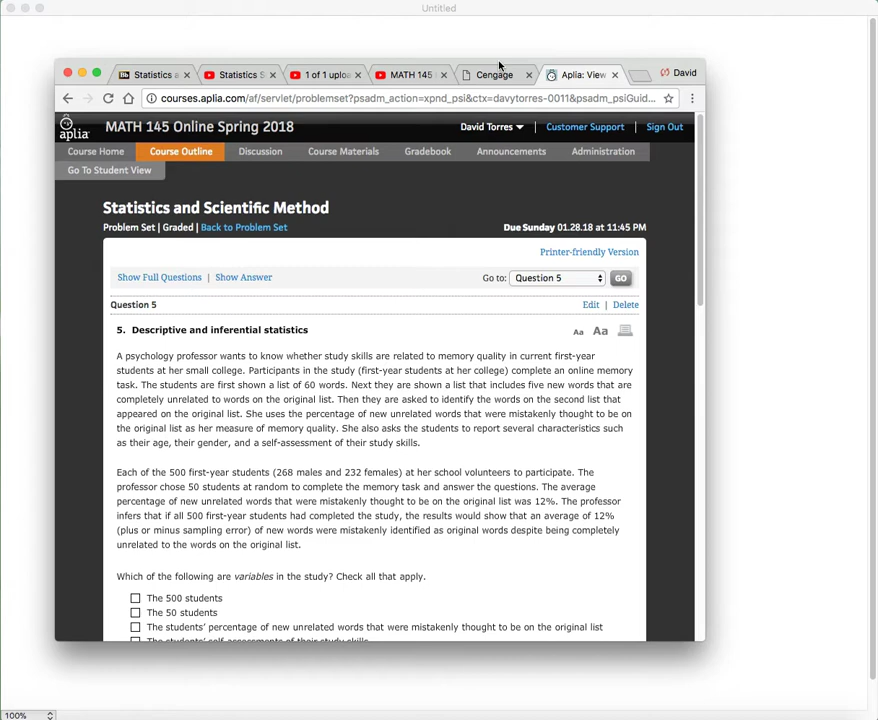 Untitled
Bb Statistics a
Statistics S
1 of 1 uploa
MATH 145
Cengage
Aplia: View
David
courses.aplia.com/af/servlet/problemset?psadm_action=xpnd_psi&ctx=davytorres-0011&psadm_psiGuid...
aplia
MATH 145 Online Spring 2018
David Torres
Customer Support
Sign Out
Course Home
Course Outline
Discussion
Course Materials
Gradebook
Announcements
Administration
Go To Student View
Statistics and Scientific Method
Problem Set | Graded | Back to Problem Set
Due Sunday 01.28.18 at 11:45 PM
Printer-friendly Version
Show Full Questions | Show Answer
Go to: Question 5 GO
Question 5
Edit | Delete
5. Descriptive and inferential statistics
Aa Aa
A psychology professor wants to know whether study skills are related to memory quality in current first-year
students at her small college. Participants in the study (first-year students at her college) complete an online memory
task. The students are first shown a list of 60 words. Next they are shown a list that includes five new words that are
completely unrelated to words on the original list. Then they are asked to identify the words on the second list that
appeared on the original list. She uses the percentage of new unrelated words that were mistakenly thought to be on
the original list as her measure of memory quality. She also asks the students to report several characteristics such
as their age, their gender, and a self-assessment of their study skills.
Each of the 500 first-year students (268 males and 232 females) at her school volunteers to participate. The
professor chose 50 students at random to complete the memory task and answer the questions. The average
percentage of new unrelated words that were mistakenly thought to be on the original list was 12%. The professor
infers that if all 500 first-year students had completed the study, the results would show that an average of 12%
(plus or minus sampling error) of new words were mistakenly identified as original words despite being completely
unrelated to the words on the original list.
Which of the following are variables in the study? Check all that apply.
The 500 students
The 50 students
The students' percentage of new unrelated words that were mistakenly thought to be on the original list
The students' self-assessments of their study skills
100%